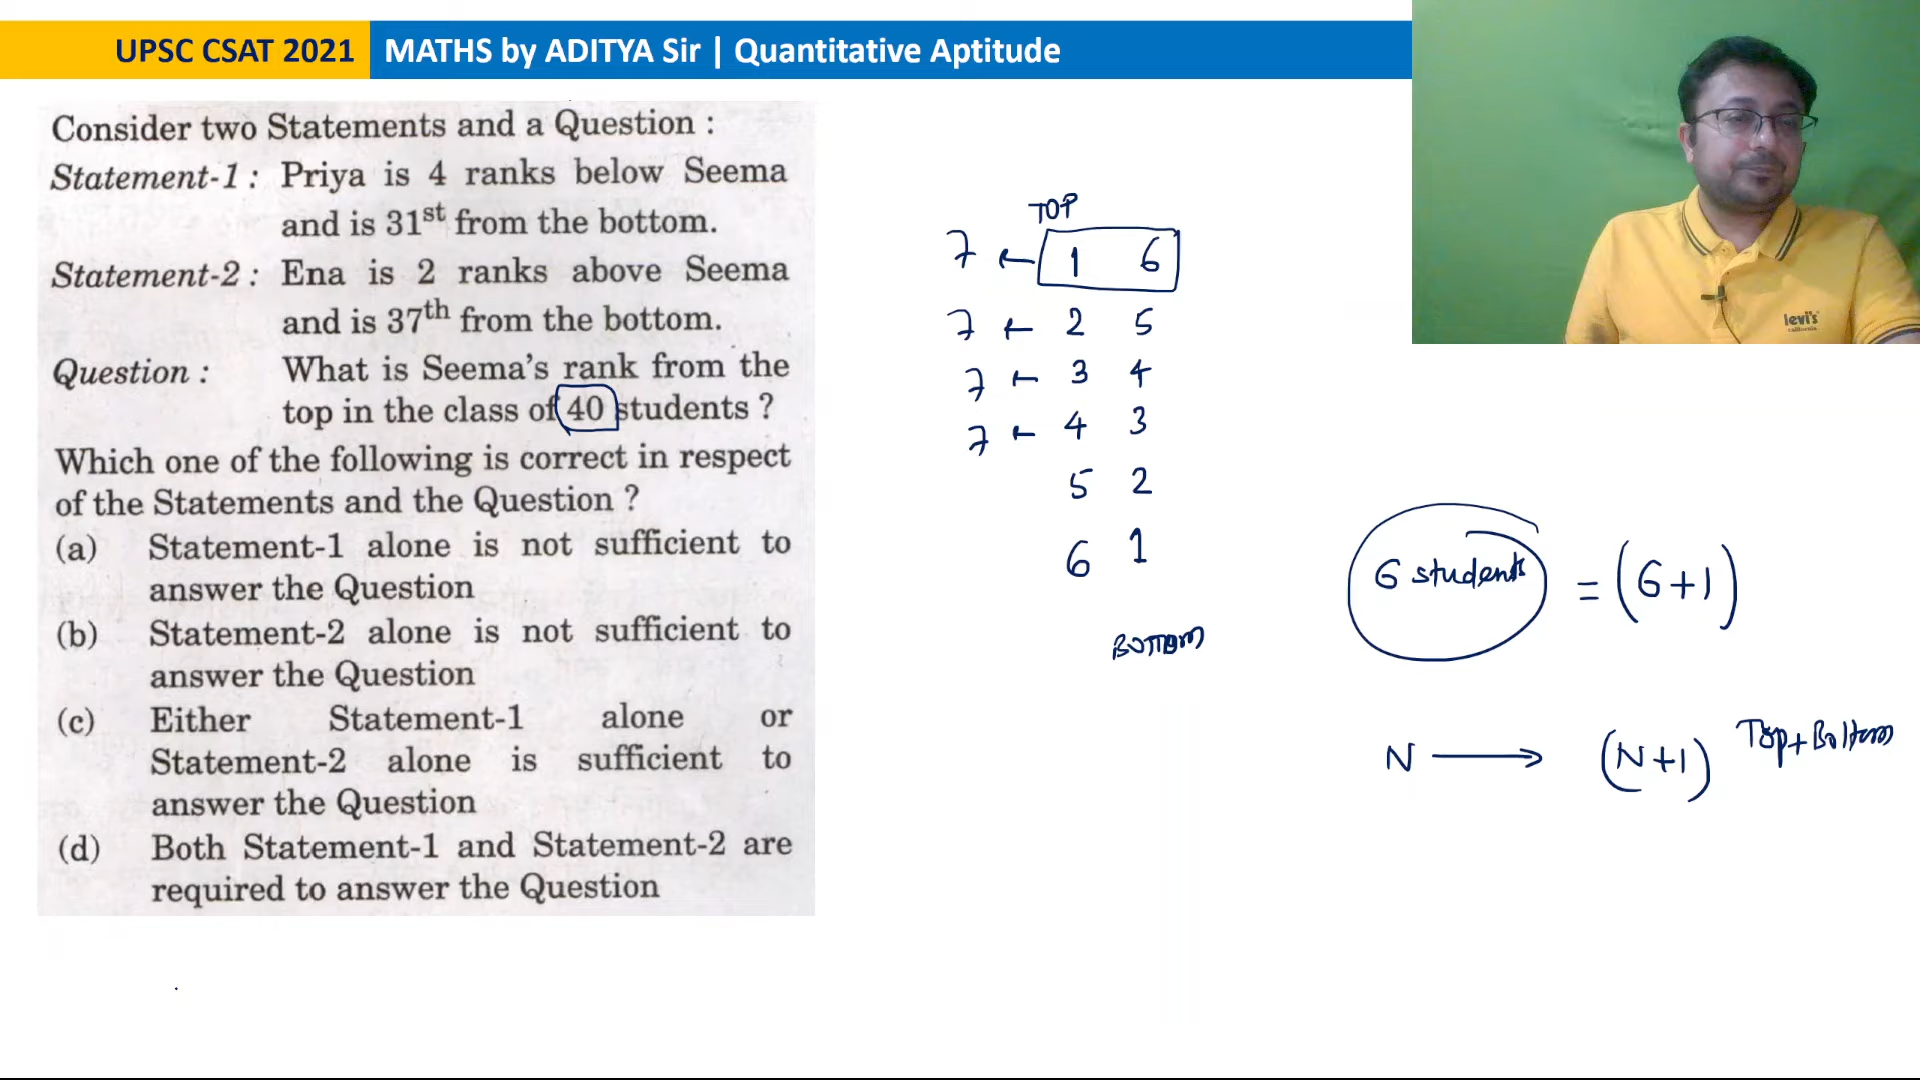 UPSC CSAT 2021
MATHS by ADITYA Sir | Quantitative Aptitude
Consider two Statements and a Question :
Statement-1 : Priya is 4 ranks below Seema
and is 31st from the bottom.
Statement-2 : Ena is 2 ranks above Seema
and is 37th from the bottom.
Question : What is Seema's rank from the
top in the class of 40 students ?
Which one of the following is correct in respect
of the Statements and the Question ?
(a) Statement-1 alone is not sufficient to
answer the Question
(b) Statement-2 alone is not sufficient to
answer the Question
(c) Either Statement-1 alone or
Statement-2 alone is sufficient to
answer the Question
(d) Both Statement-1 and Statement-2 are
required to answer the Question
TOP
7 ← 1 6
7 ← 2 5
7 ← 3 4
7 ← 4 3
5 2
6 1
BOTTOM
6 students = (6+1)
N → (N+1) Top+Bottom
levi's
california